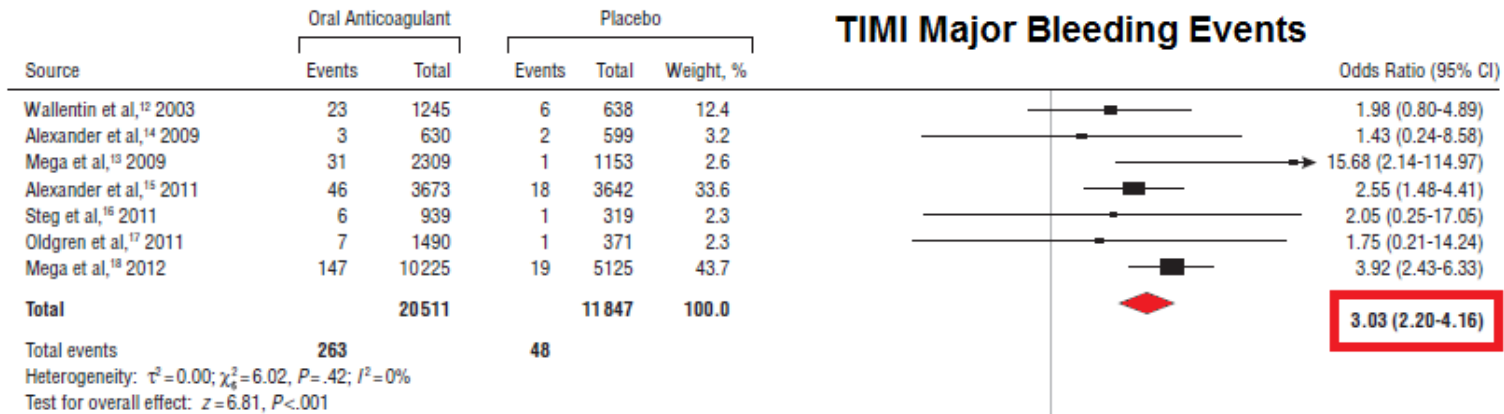 Oral Anticoagulant Placebo TIMI Major Bleeding Events
Source Events Total Events Total Weight, % Odds Ratio (95% CI)
Wallentin et al,¹² 2003 23 1245 6 638 12.4 1.98 (0.80-4.89)
Alexander et al,¹⁴ 2009 3 630 2 599 3.2 1.43 (0.24-8.58)
Mega et al,¹³ 2009 31 2309 1 1153 2.6 15.68 (2.14-114.97)
Alexander et al,¹⁵ 2011 46 3673 18 3642 33.6 2.55 (1.48-4.41)
Steg et al,¹⁶ 2011 6 939 1 319 2.3 2.05 (0.25-17.05)
Oldgren et al,¹⁷ 2011 7 1490 1 371 2.3 1.75 (0.21-14.24)
Mega et al,¹⁸ 2012 147 10225 19 5125 43.7 3.92 (2.43-6.33)
Total 20511 11847 100.0 3.03 (2.20-4.16)
Total events 263 48
Heterogeneity: τ²=0.00; χ²₆=6.02, P=.42; I²=0%
Test for overall effect: z=6.81, P<.001